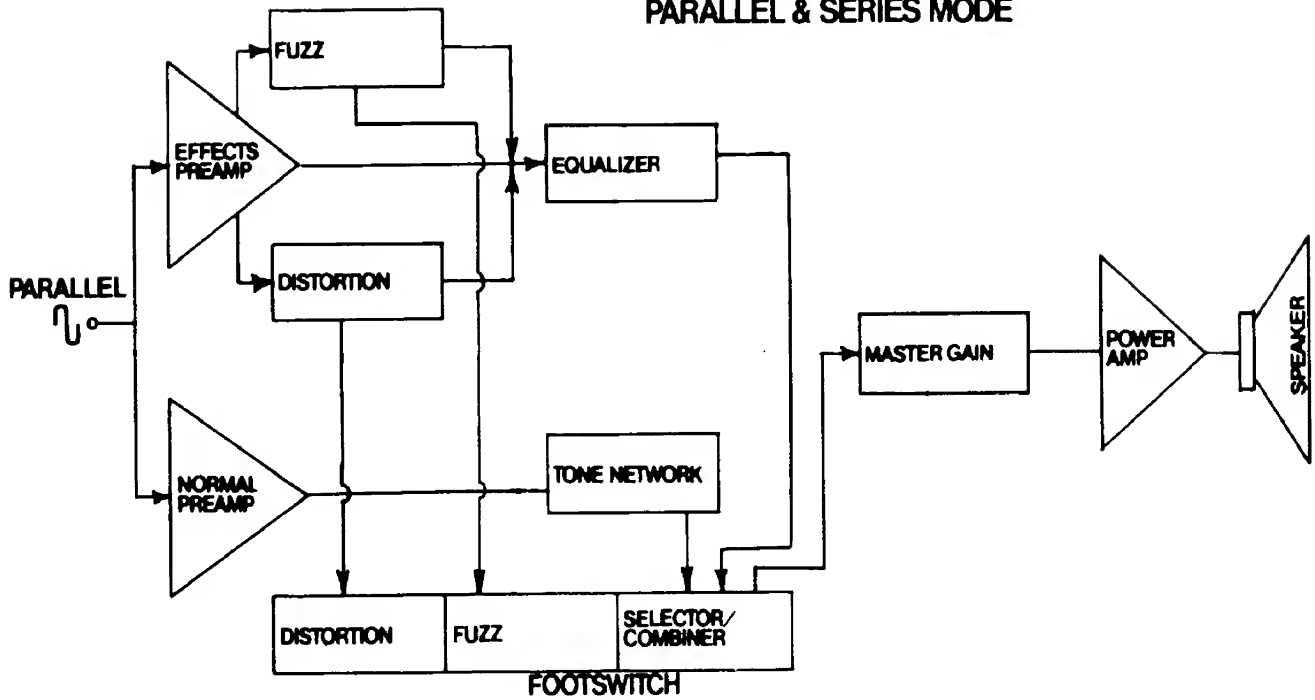 PARALLEL & SERIES MODE
FUZZ
EFFECTS
PREAMP
EQUALIZER
DISTORTION
PARALLEL
MASTER GAIN
POWER
AMP
SPEAKER
NORMAL
PREAMP
TONE NETWORK
DISTORTION
FUZZ
SELECTOR/
COMBINER
FOOTSWITCH